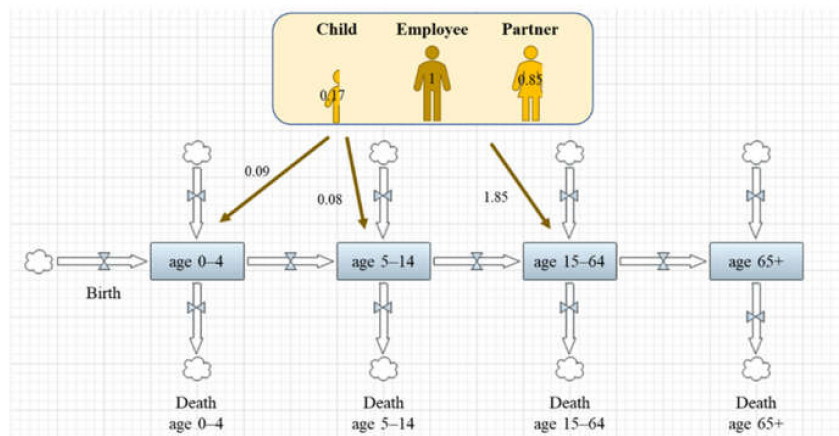 Child Employee Partner
0.17 1 0.85
0.09 0.08 1.85
age 0–4 age 5–14 age 15–64 age 65+
Birth
Death Death Death Death
age 0–4 age 5–14 age 15–64 age 65+